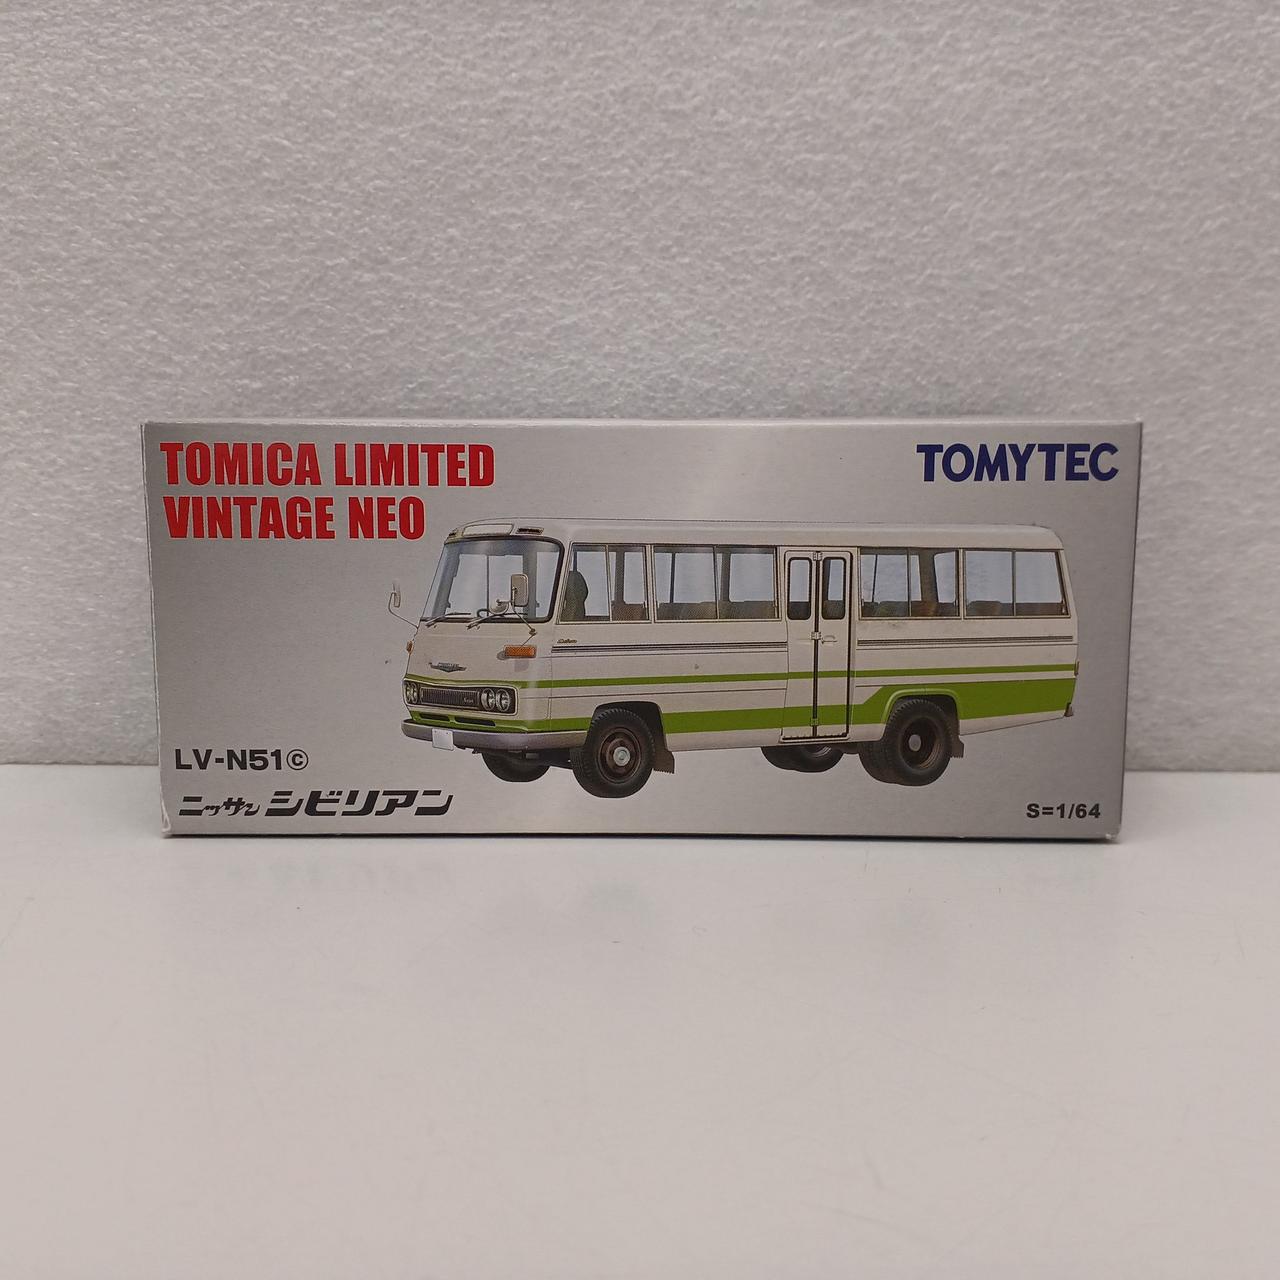 TOMICA LIMITED
VINTAGE NEO
TOMYTEC
LV-N51©
ニッサン シビリアン
S=1/64